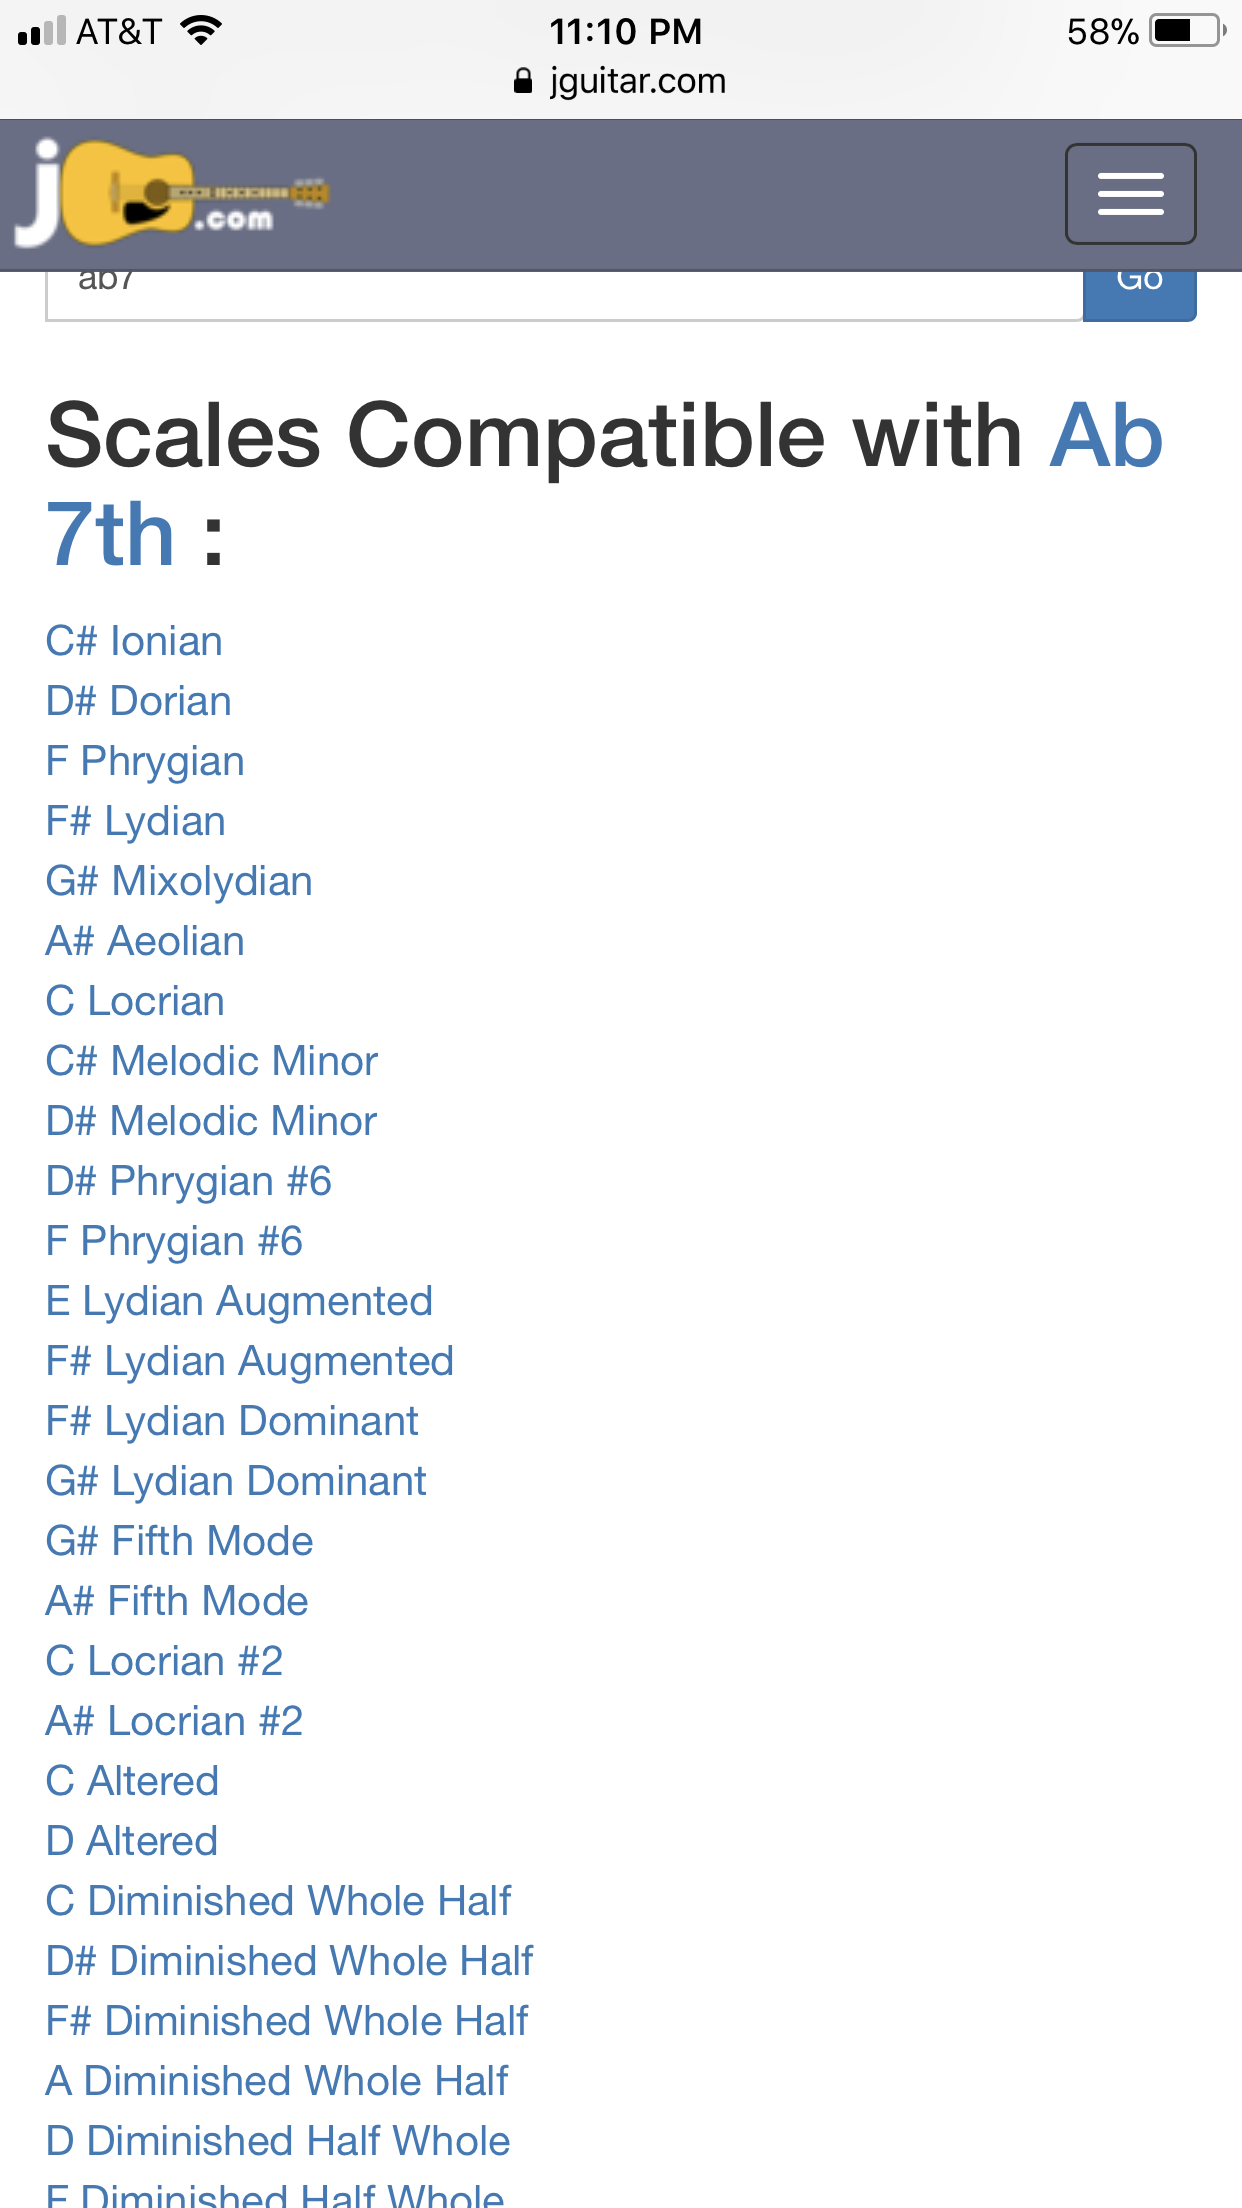 AT&T 11:10 PM 58%
jguitar.com
j .com
ab7 Go
Scales Compatible with Ab
7th :
C# Ionian
D# Dorian
F Phrygian
F# Lydian
G# Mixolydian
A# Aeolian
C Locrian
C# Melodic Minor
D# Melodic Minor
D# Phrygian #6
F Phrygian #6
E Lydian Augmented
F# Lydian Augmented
F# Lydian Dominant
G# Lydian Dominant
G# Fifth Mode
A# Fifth Mode
C Locrian #2
A# Locrian #2
C Altered
D Altered
C Diminished Whole Half
D# Diminished Whole Half
F# Diminished Whole Half
A Diminished Whole Half
D Diminished Half Whole
F Diminished Half Whole